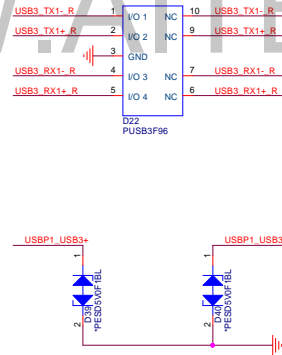 USB3_TX1-_R 1 I/O 1 NC 10 USB3_TX1-_R
USB3_TX1+_R 2 I/O 2 NC 9 USB3_TX1+_R
3 GND
USB3_RX1-_R 4 I/O 3 NC 7 USB3_RX1-_R
USB3_RX1+_R 5 I/O 4 NC 6 USB3_RX1+_R
D22
PUSB3F96
USBP1_USB3+ USBP1_USB3
1 1
D39 D40
*PESD5V0F1BL *PESD5V0F1BL
2 2